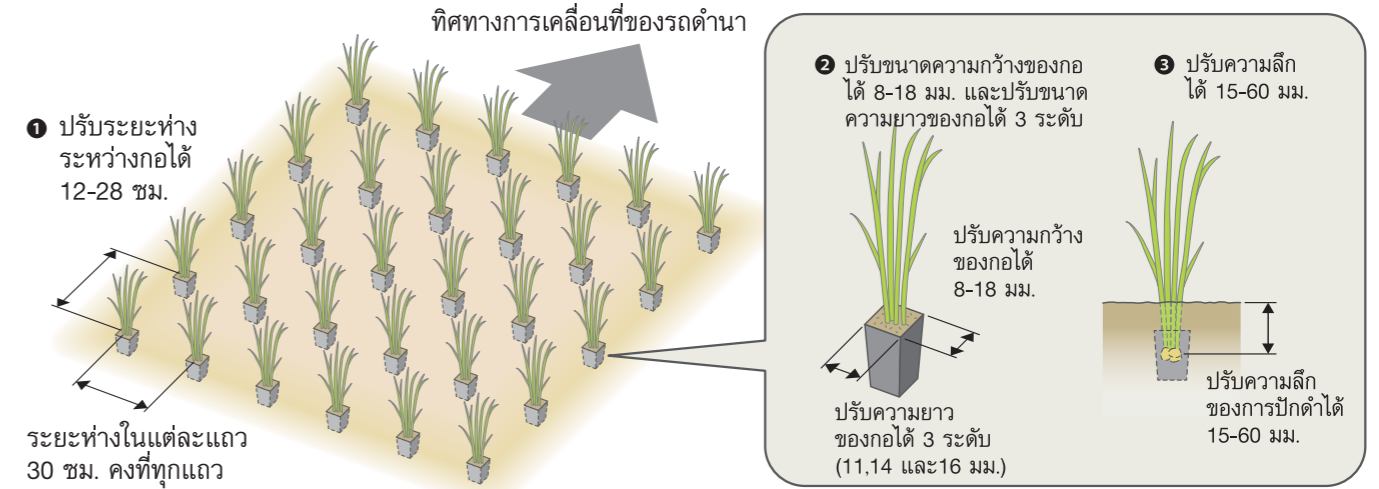 ทิศทางการเคลื่อนที่ของรถดำนา
❶ ปรับระยะห่าง
ระหว่างกอได้
12-28 ซม.
ระยะห่างในแต่ละแถว
30 ซม. คงที่ทุกแถว
❷ ปรับขนาดความกว้างของกอ
ได้ 8-18 มม. และปรับขนาด
ความยาวของกอได้ 3 ระดับ
ปรับความกว้าง
ของกอได้
8-18 มม.
ปรับความยาว
ของกอได้ 3 ระดับ
(11,14 และ16 มม.)
❸ ปรับความลึก
ได้ 15-60 มม.
ปรับความลึก
ของการปักดำได้
15-60 มม.